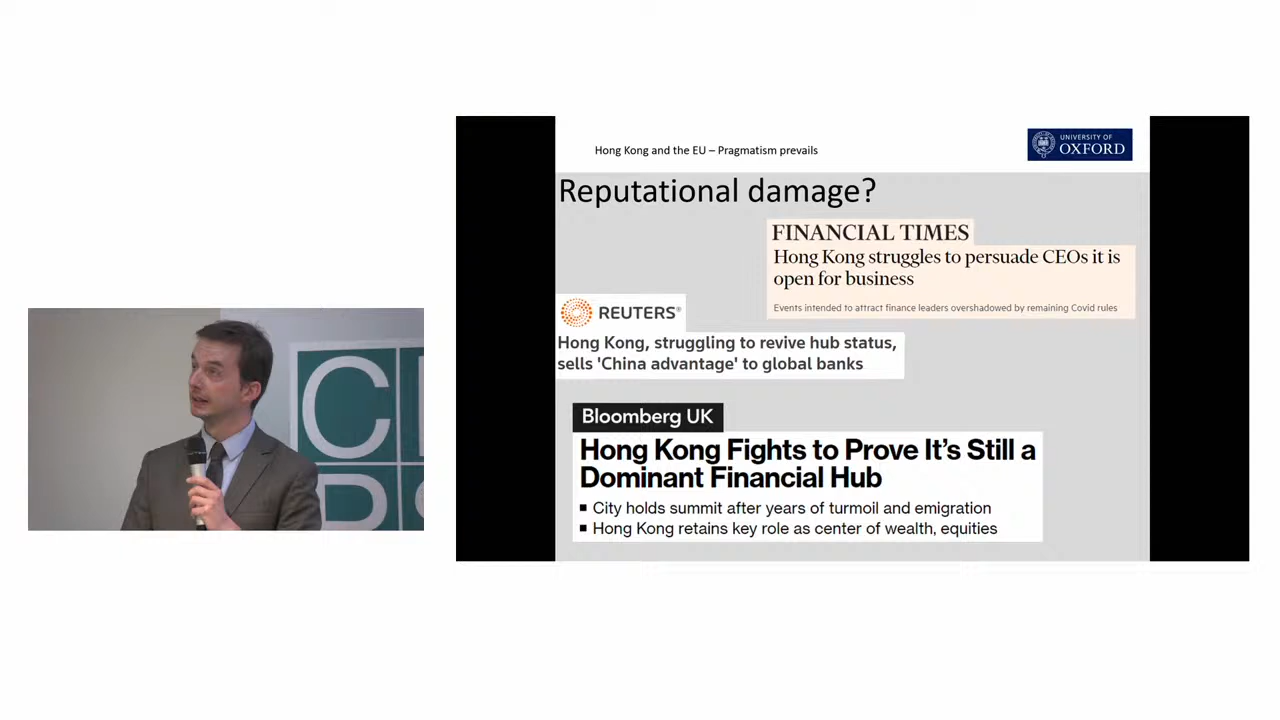 Hong Kong and the EU – Pragmatism prevails
UNIVERSITY OF
OXFORD
Reputational damage?
FINANCIAL TIMES
Hong Kong struggles to persuade CEOs it is
open for business
Events intended to attract finance leaders overshadowed by remaining Covid rules
REUTERS®
Hong Kong, struggling to revive hub status,
sells 'China advantage' to global banks
Bloomberg UK
Hong Kong Fights to Prove It's Still a
Dominant Financial Hub
▪ City holds summit after years of turmoil and emigration
▪ Hong Kong retains key role as center of wealth, equities